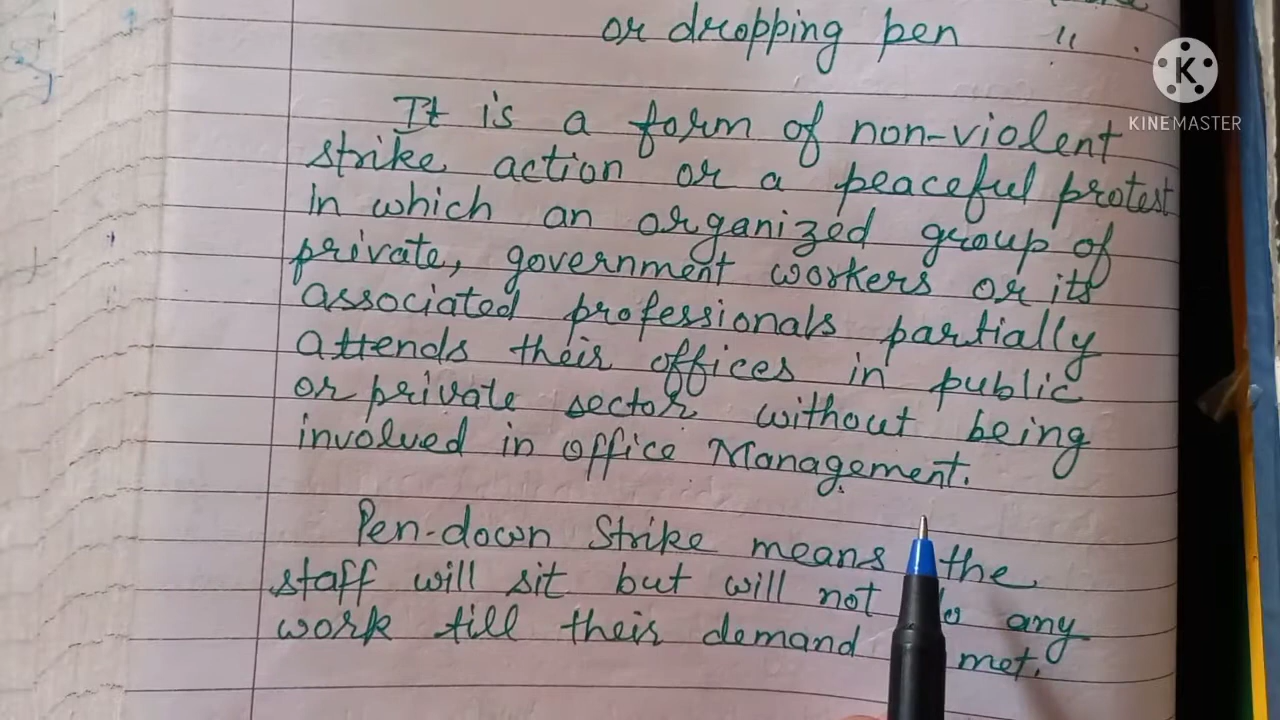 or dropping pen " .
It is a form of non-violent
strike action or a peaceful protest
in which an organized group of
private, government workers or its
associated professionals partially
attends their offices in public
or private sector without being
involved in office Management.
Pen-down Strike means the
staff will sit but will not any
work till their demand met.
K
KINEMASTER